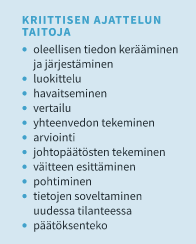 KRIITTISEN AJATTELUN
TAITOJA
• oleellisen tiedon kerääminen
ja järjestäminen
• luokittelu
• havaitseminen
• vertailu
• yhteenvedon tekeminen
• arviointi
• johtopäätösten tekeminen
• väitteen esittäminen
• pohtiminen
• tietojen soveltaminen
uudessa tilanteessa
• päätöksenteko